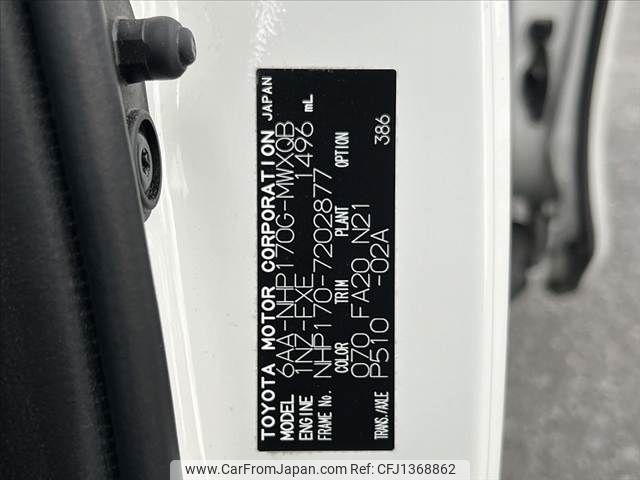 TOYOTA MOTOR CORPORATION JAPAN
MODEL 6AA-NHP170G-MWXQB
ENGINE 1NZ-FXE 1496 mL
FRAME No. NHP170-7202877
COLOR TRIM PLANT OPTION
070 FA20 N21
TRANS./AXLE P510 -02A 386
www.CarFromJapan.com - CFJ1368862